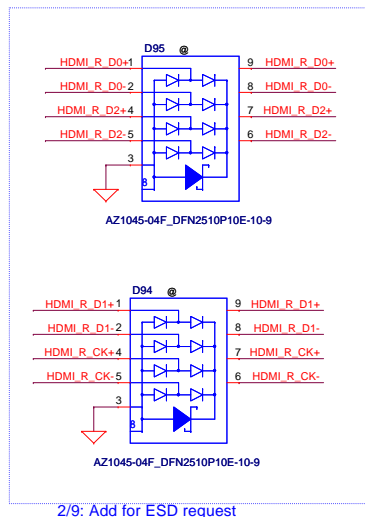 D95 @
HDMI_R_D0+ 1 9 HDMI_R_D0+
HDMI_R_D0- 2 8 HDMI_R_D0-
HDMI_R_D2+ 4 7 HDMI_R_D2+
HDMI_R_D2- 5 6 HDMI_R_D2-
3
8
AZ1045-04F_DFN2510P10E-10-9
D94 @
HDMI_R_D1+ 1 9 HDMI_R_D1+
HDMI_R_D1- 2 8 HDMI_R_D1-
HDMI_R_CK+ 4 7 HDMI_R_CK+
HDMI_R_CK- 5 6 HDMI_R_CK-
3
8
AZ1045-04F_DFN2510P10E-10-9
2/9: Add for ESD request